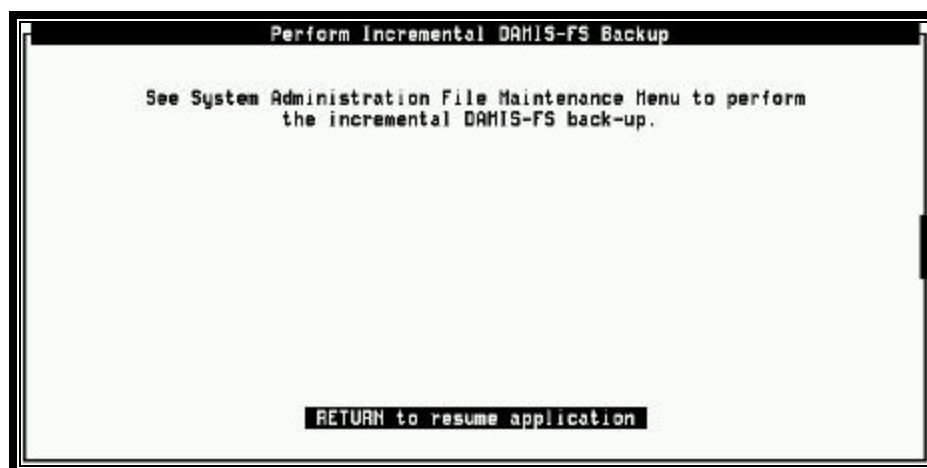 Perform Incremental DAMIS-FS Backup
See System Administration File Maintenance Menu to perform
the incremental DAMIS-FS back-up.
RETURN to resume application